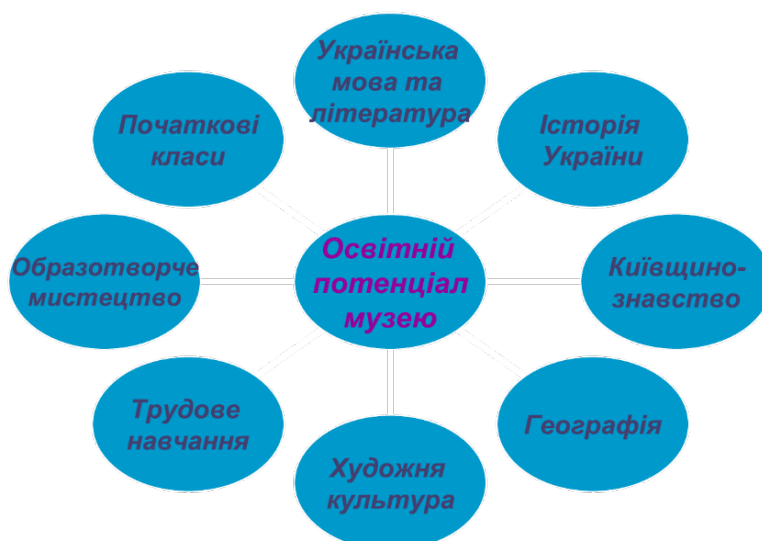 Українська
мова та
література
Початкові
класи
Історія
України
Образотворче
мистецтво
Освітній
потенціал
музею
Київщино-
знавство
Трудове
навчання
Географія
Художня
культура